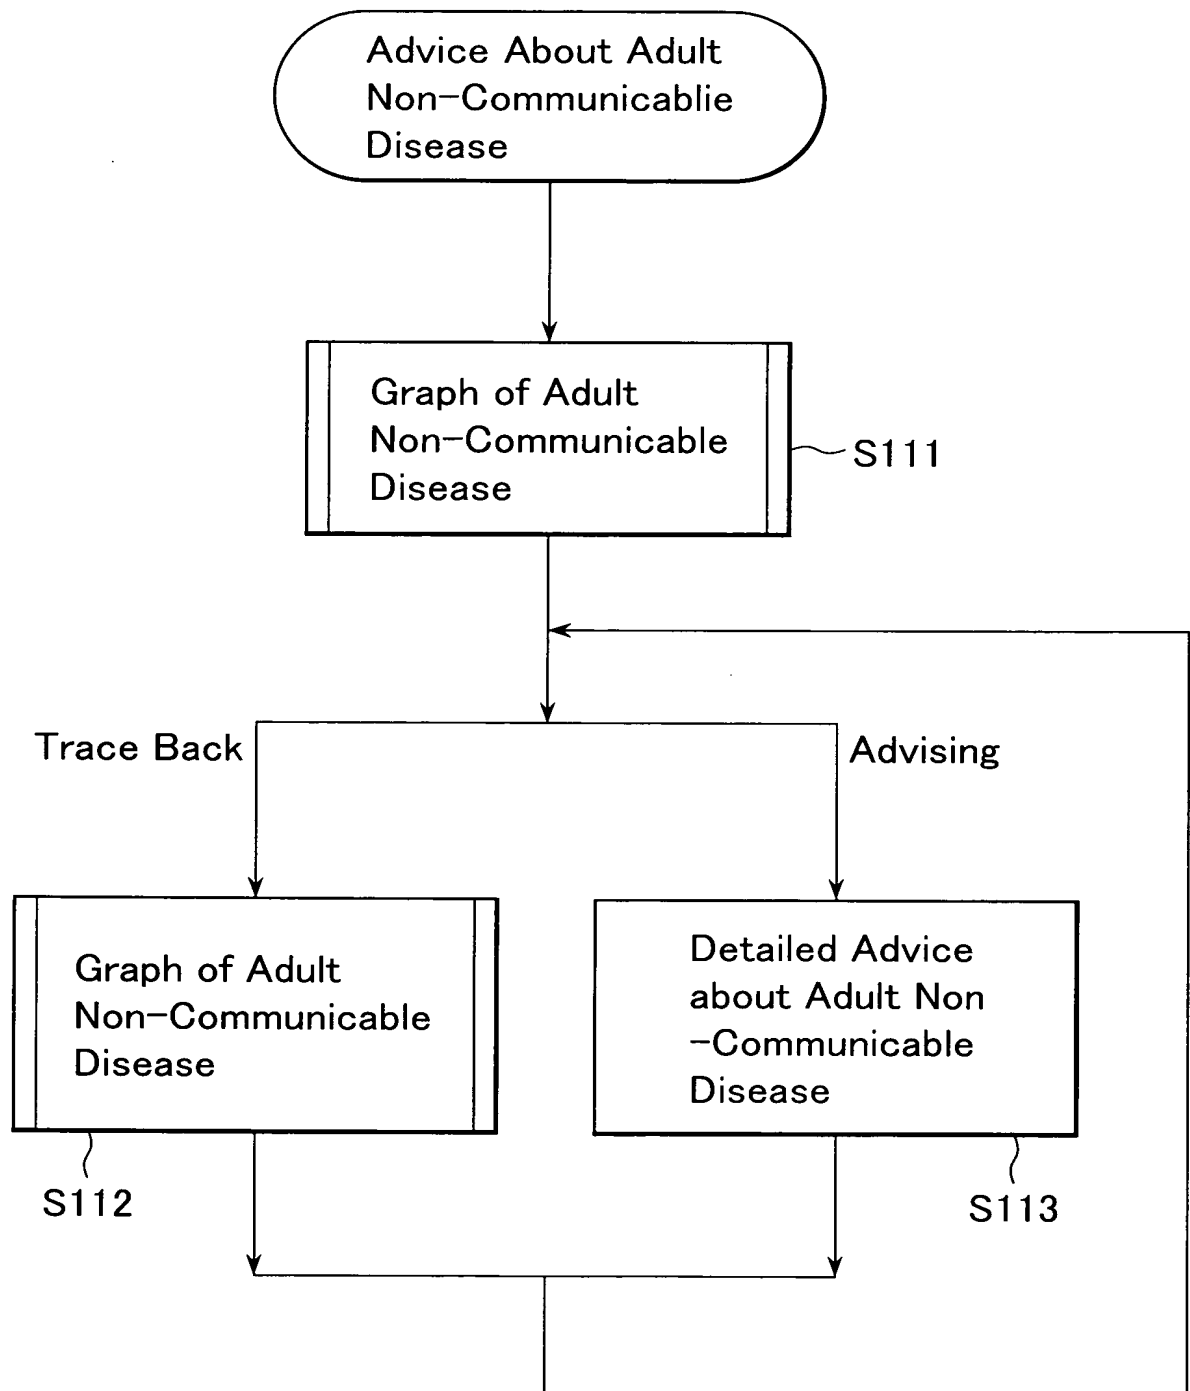 Advice About Adult
Non-Communicablie
Disease
Graph of Adult
Non-Communicable
Disease
S111
Trace Back
Advising
Graph of Adult
Non-Communicable
Disease
Detailed Advice
about Adult Non
-Communicable
Disease
S112
S113